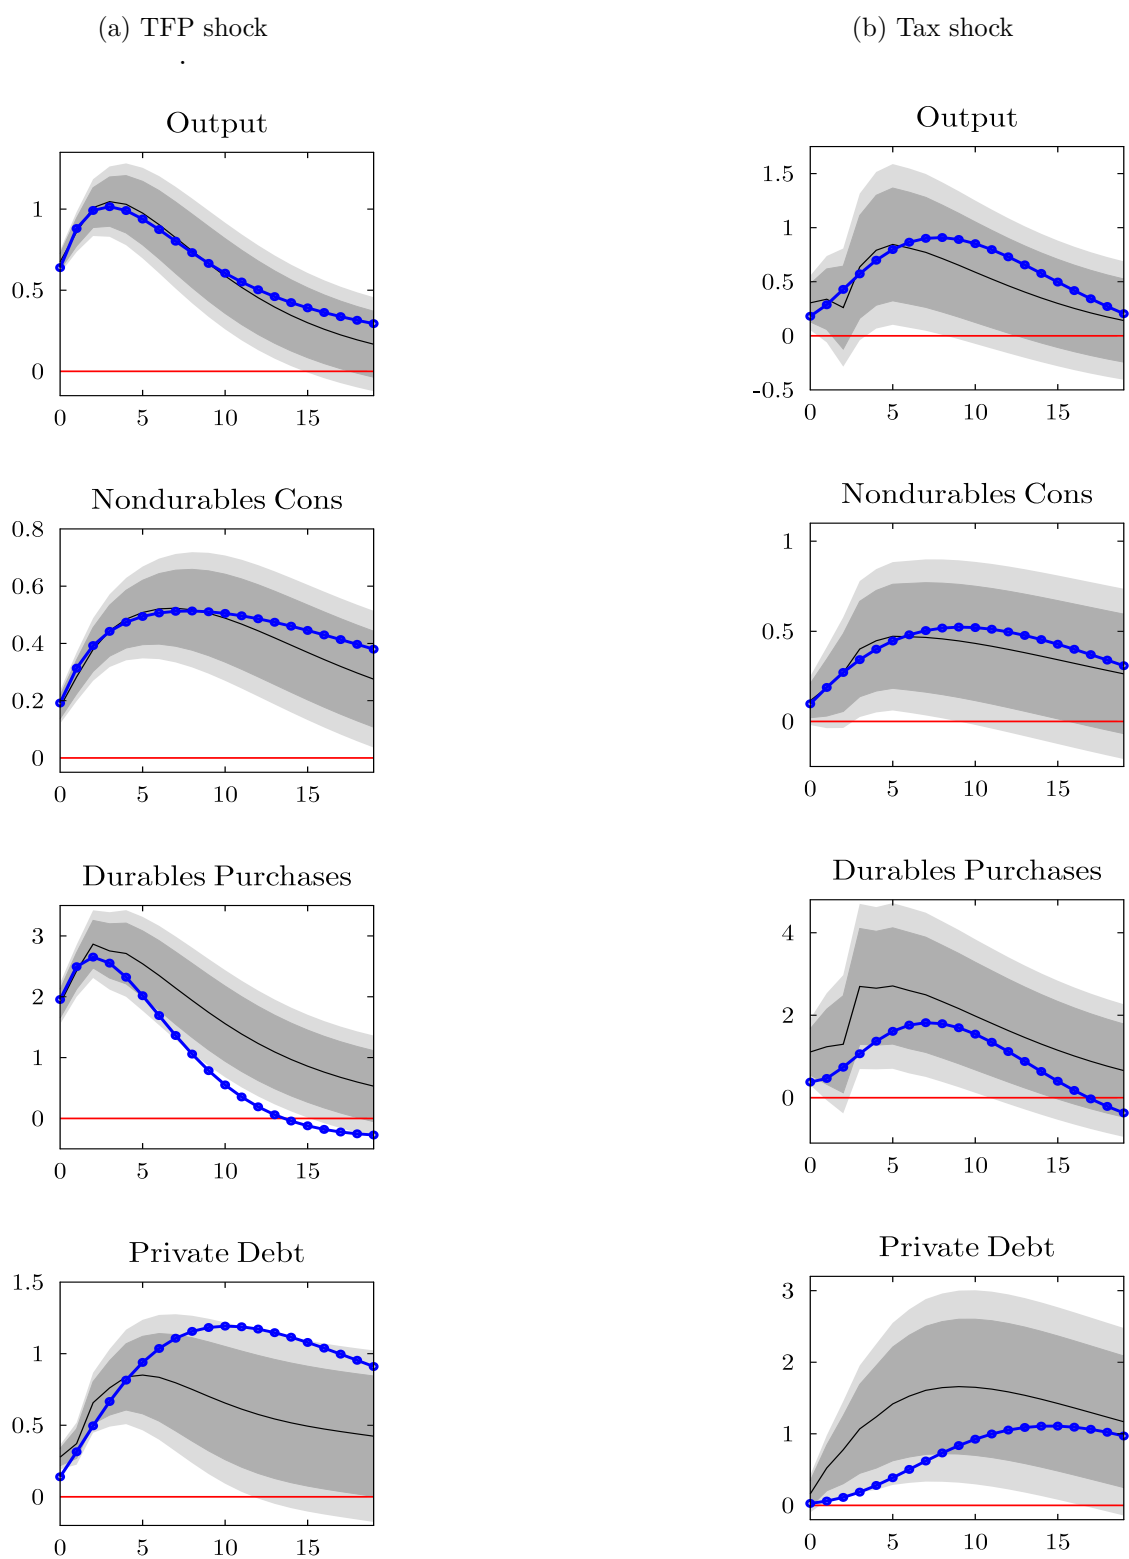 (a) TFP shock
.
Output
1
0.5
0
0 5 10 15
Nondurables Cons
0.8
0.6
0.4
0.2
0
0 5 10 15
Durables Purchases
3
2
1
0
0 5 10 15
Private Debt
1.5
1
0.5
0
0 5 10 15
(b) Tax shock
Output
1.5
1
0.5
0
-0.5
0 5 10 15
Nondurables Cons
1
0.5
0
0 5 10 15
Durables Purchases
4
2
0
0 5 10 15
Private Debt
3
2
1
0
0 5 10 15